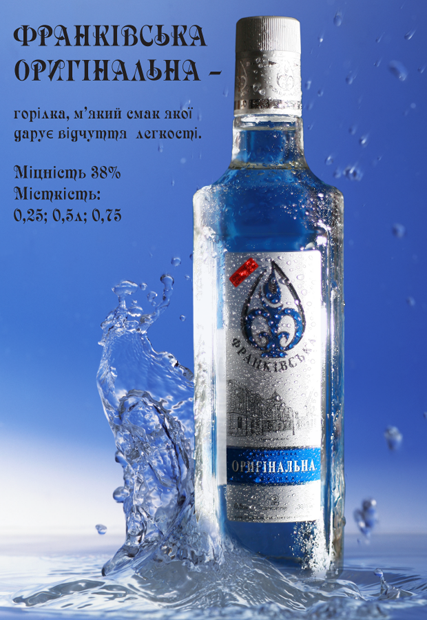 ФРАНКІВСЬКА
ОРИГІНАЛЬНА –
горілка, м'який смак якої
дарує відчуття легкості.
Міцність 38%
Місткість:
0,25; 0,5л; 0,75
ФРАНКІВСЬКА
ОРИГІНАЛЬНА